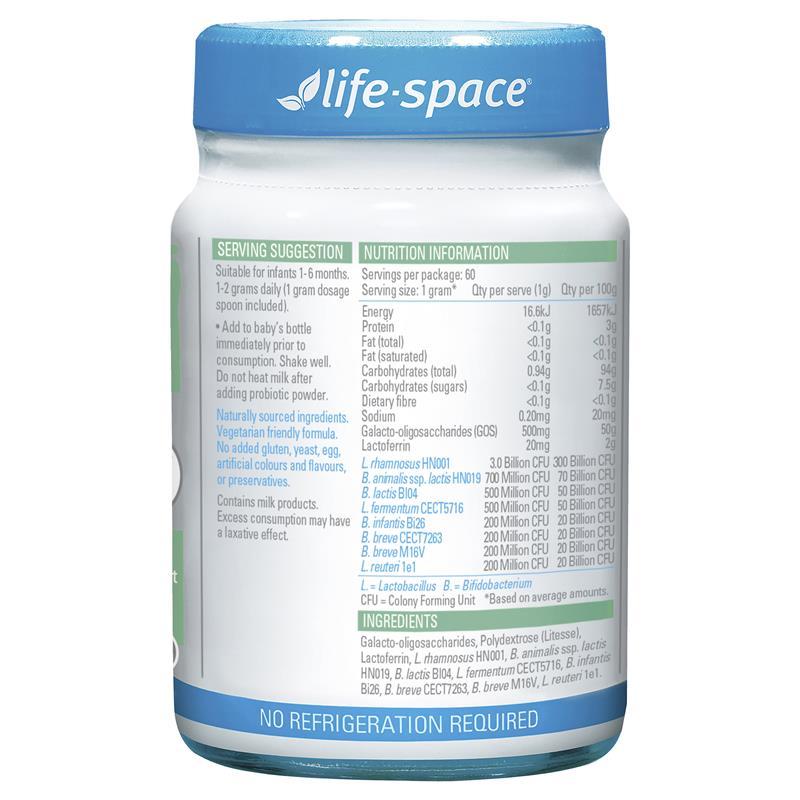 life-space®
SERVING SUGGESTION
Suitable for infants 1-6 months.
1-2 grams daily (1 gram dosage
spoon included).
• Add to baby's bottle
immediately prior to
consumption. Shake well.
Do not heat milk after
adding probiotic powder.
Naturally sourced ingredients.
Vegetarian friendly formula.
No added gluten, yeast, egg,
artificial colours and flavours,
or preservatives.
Contains milk products.
Excess consumption may have
a laxative effect.
NUTRITION INFORMATION
Servings per package: 60
Serving size: 1 gram* Qty per serve (1g) Qty per 100g
Energy 16.6kJ 1657kJ
Protein <0.1g 3g
Fat (total) <0.1g <0.1g
Fat (saturated) <0.1g <0.1g
Carbohydrates (total) 0.94g 94g
Carbohydrates (sugars) <0.1g 7.5g
Dietary fibre <0.1g <0.1g
Sodium 0.20mg 20mg
Galacto-oligosaccharides (GOS) 500mg 50g
Lactoferrin 20mg 2g
L. rhamnosus HN001 3.0 Billion CFU 300 Billion CFU
B. animalis ssp. lactis HN019 700 Million CFU 70 Billion CFU
B. lactis Bl04 500 Million CFU 50 Billion CFU
L. fermentum CECT5716 500 Million CFU 50 Billion CFU
B. infantis Bi26 200 Million CFU 20 Billion CFU
B. breve CECT7263 200 Million CFU 20 Billion CFU
B. breve M16V 200 Million CFU 20 Billion CFU
L. reuteri 1e1 200 Million CFU 20 Billion CFU
L. = Lactobacillus B. = Bifidobacterium
CFU = Colony Forming Unit *Based on average amounts.
INGREDIENTS
Galacto-oligosaccharides, Polydextrose (Litesse),
Lactoferrin, L. rhamnosus HN001, B. animalis ssp. lactis
HN019, B. lactis Bl04, L. fermentum CECT5716, B. infantis
Bi26, B. breve CECT7263, B. breve M16V, L. reuteri 1e1.
NO REFRIGERATION REQUIRED